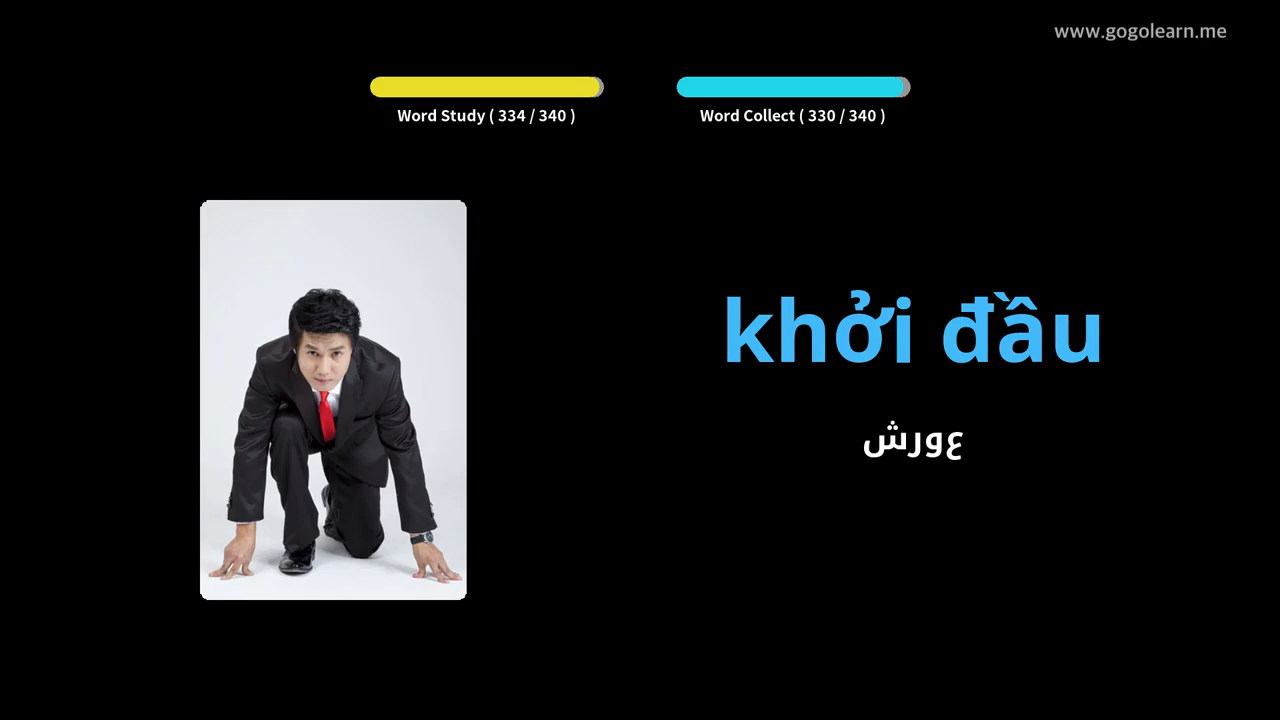 www.gogolearn.me
Word Study ( 334 / 340 )
Word Collect ( 330 / 340 )
khởi đầu
عورش